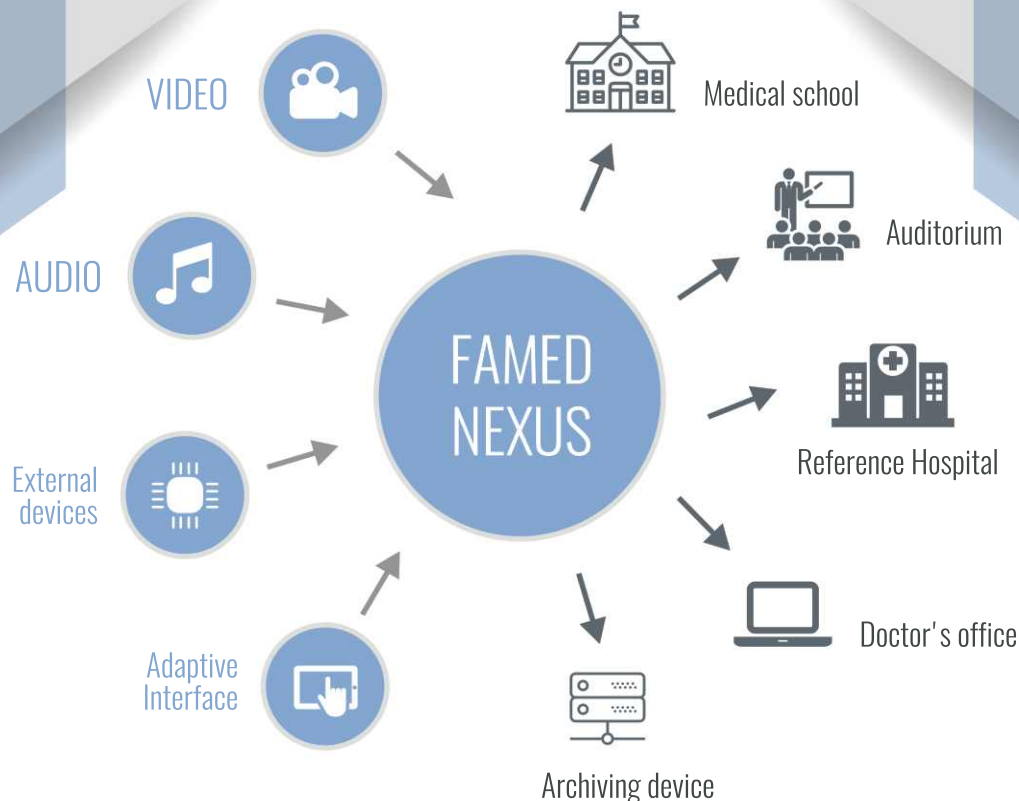 VIDEO
Medical school
AUDIO
Auditorium
FAMED
NEXUS
External
devices
Reference Hospital
Adaptive
Interface
Doctor's office
Archiving device